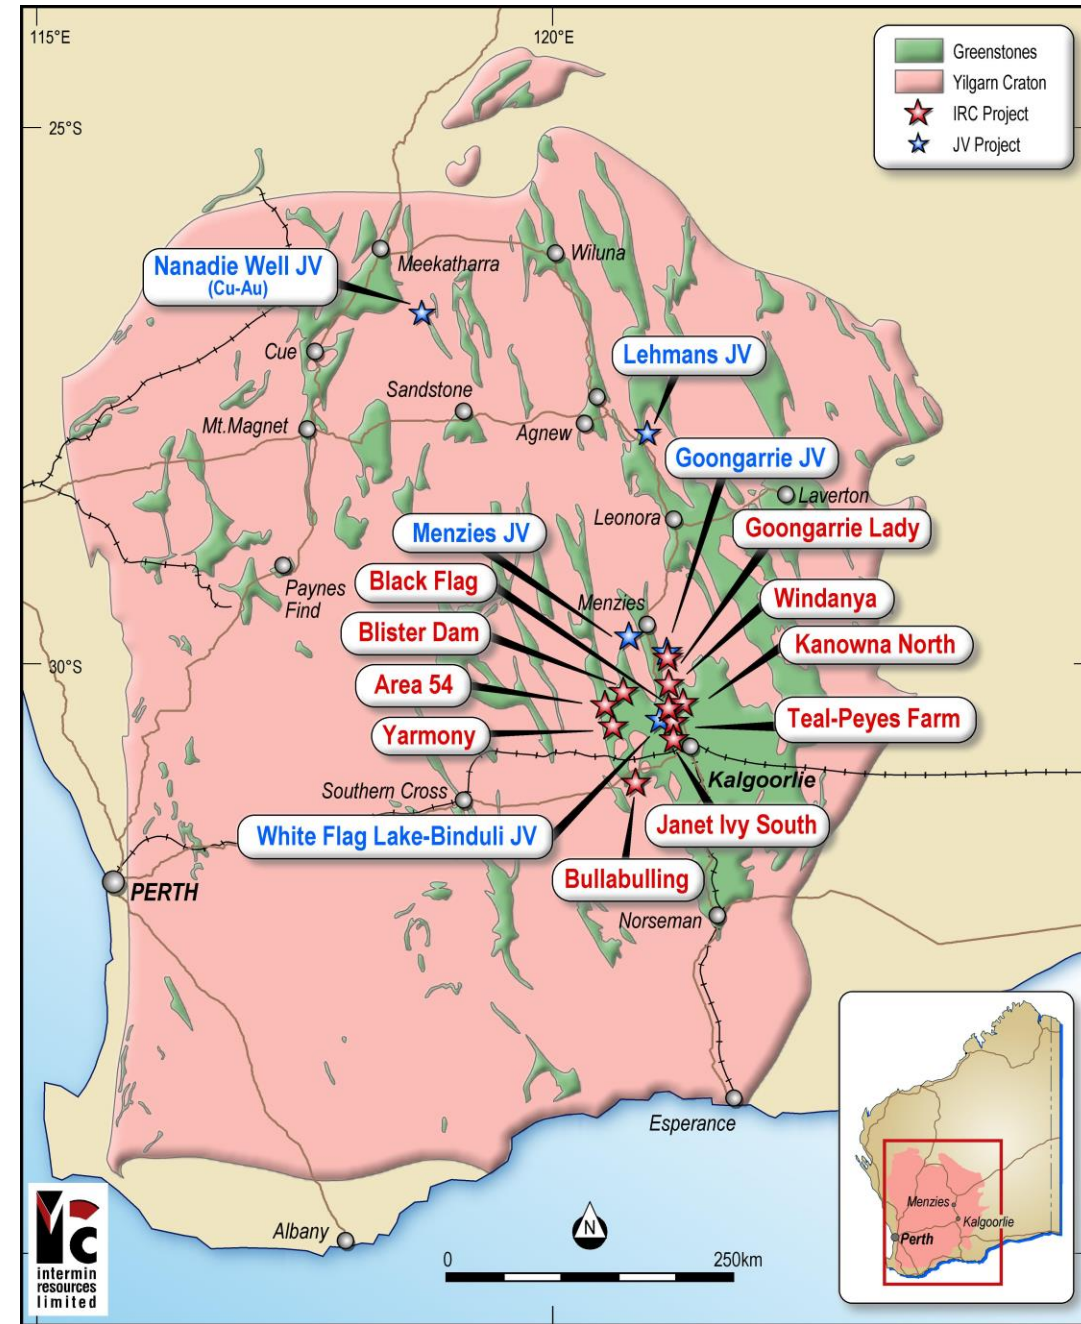 115°E
120°E
Greenstones
Yilgarn Craton
IRC Project
JV Project
25°S
Nanadie Well JV
(Cu-Au)
Meekatharra
Wiluna
Cue
Lehmans JV
Sandstone
Mt.Magnet
Agnew
Goongarrie JV
Laverton
Leonora
Menzies JV
Goongarrie Lady
Black Flag
Paynes
Find
Menzies
Windanya
Blister Dam
Kanowna North
30°S
Area 54
Teal-Peyes Farm
Yarmony
Kalgoorlie
Southern Cross
White Flag Lake-Binduli JV
Janet Ivy South
Bullabulling
PERTH
Norseman
Esperance
Albany
N
0
250km
Menzies
Kalgoorlie
Perth
intermin
resources
limited